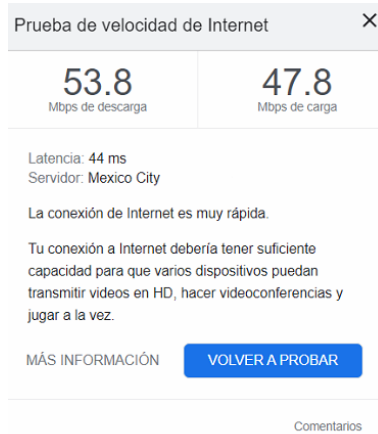 Prueba de velocidad de Internet
53.8
Mbps de descarga
47.8
Mbps de carga
Latencia: 44 ms
Servidor: Mexico City
La conexión de Internet es muy rápida.
Tu conexión a Internet debería tener suficiente
capacidad para que varios dispositivos puedan
transmitir videos en HD, hacer videoconferencias y
jugar a la vez.
MÁS INFORMACIÓN
VOLVER A PROBAR
Comentarios